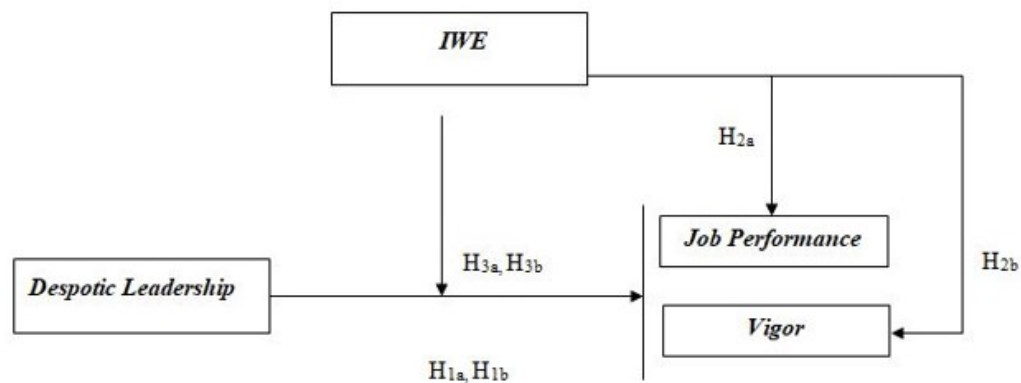 IWE
H2a
Job Performance
H3a, H3b
H2b
Despotic Leadership
Vigor
H1a, H1b